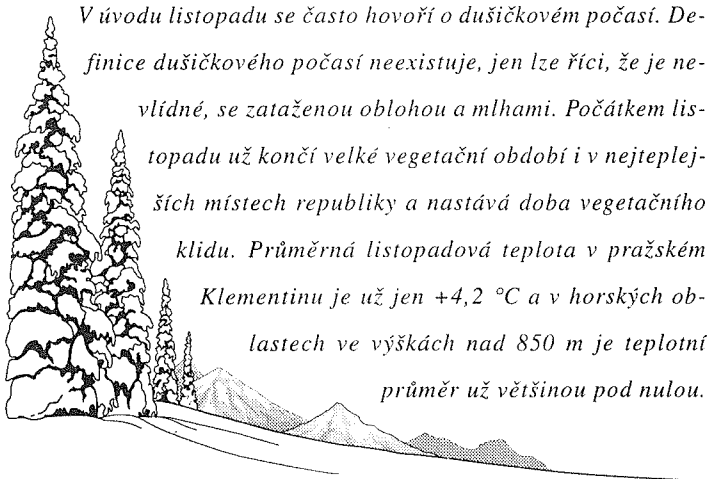 V úvodu listopadu se často hovoří o dušičkovém počasí. De-
finice dušičkového počasí neexistuje, jen lze říci, že je ne-
vlídné, se zataženou oblohou a mlhami. Počátkem lis-
topadu už končí velké vegetační období i v nejteplej-
ších místech republiky a nastává doba vegetačního
klidu. Průměrná listopadová teplota v pražském
Klementinu je už jen +4,2 °C a v horských ob-
lastech ve výškách nad 850 m je teplotní
průměr už většinou pod nulou.